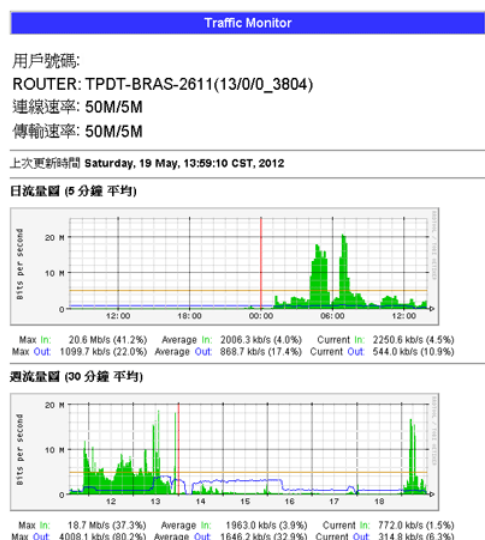 Traffic Monitor
用戶號碼:
ROUTER: TPDT-BRAS-2611(13/0/0_3804)
連線速率: 50M/5M
傳輸速率: 50M/5M
上次更新時間 Saturday, 19 May, 13:59:10 CST, 2012
日流量圖 (5 分鐘 平均)
Bits per second
20 M
10 M
0
12:00 18:00 00:00 06:00 12:00
Max In: 20.6 Mb/s (41.2%) Average In: 2006.3 kb/s (4.0%) Current In: 2250.6 kb/s (4.5%)
Max Out: 1099.7 kb/s (22.0%) Average Out: 868.7 kb/s (17.4%) Current Out: 544.0 kb/s (10.9%)
週流量圖 (30 分鐘 平均)
Bits per second
20 M
10 M
0
12 13 14 15 16 17 18
Max In: 18.7 Mb/s (37.3%) Average In: 1963.0 kb/s (3.9%) Current In: 772.0 kb/s (1.5%)
Max Out: 4008.1 kb/s (80.2%) Average Out: 1646.2 kb/s (32.9%) Current Out: 314.8 kb/s (6.3%)